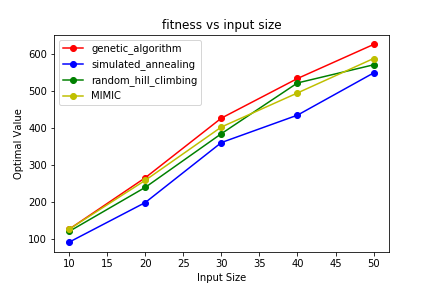 fitness vs input size
genetic_algorithm
simulated_annealing
random_hill_climbing
MIMIC
Optimal Value
600
500
400
300
200
100
10 15 20 25 30 35 40 45 50
Input Size